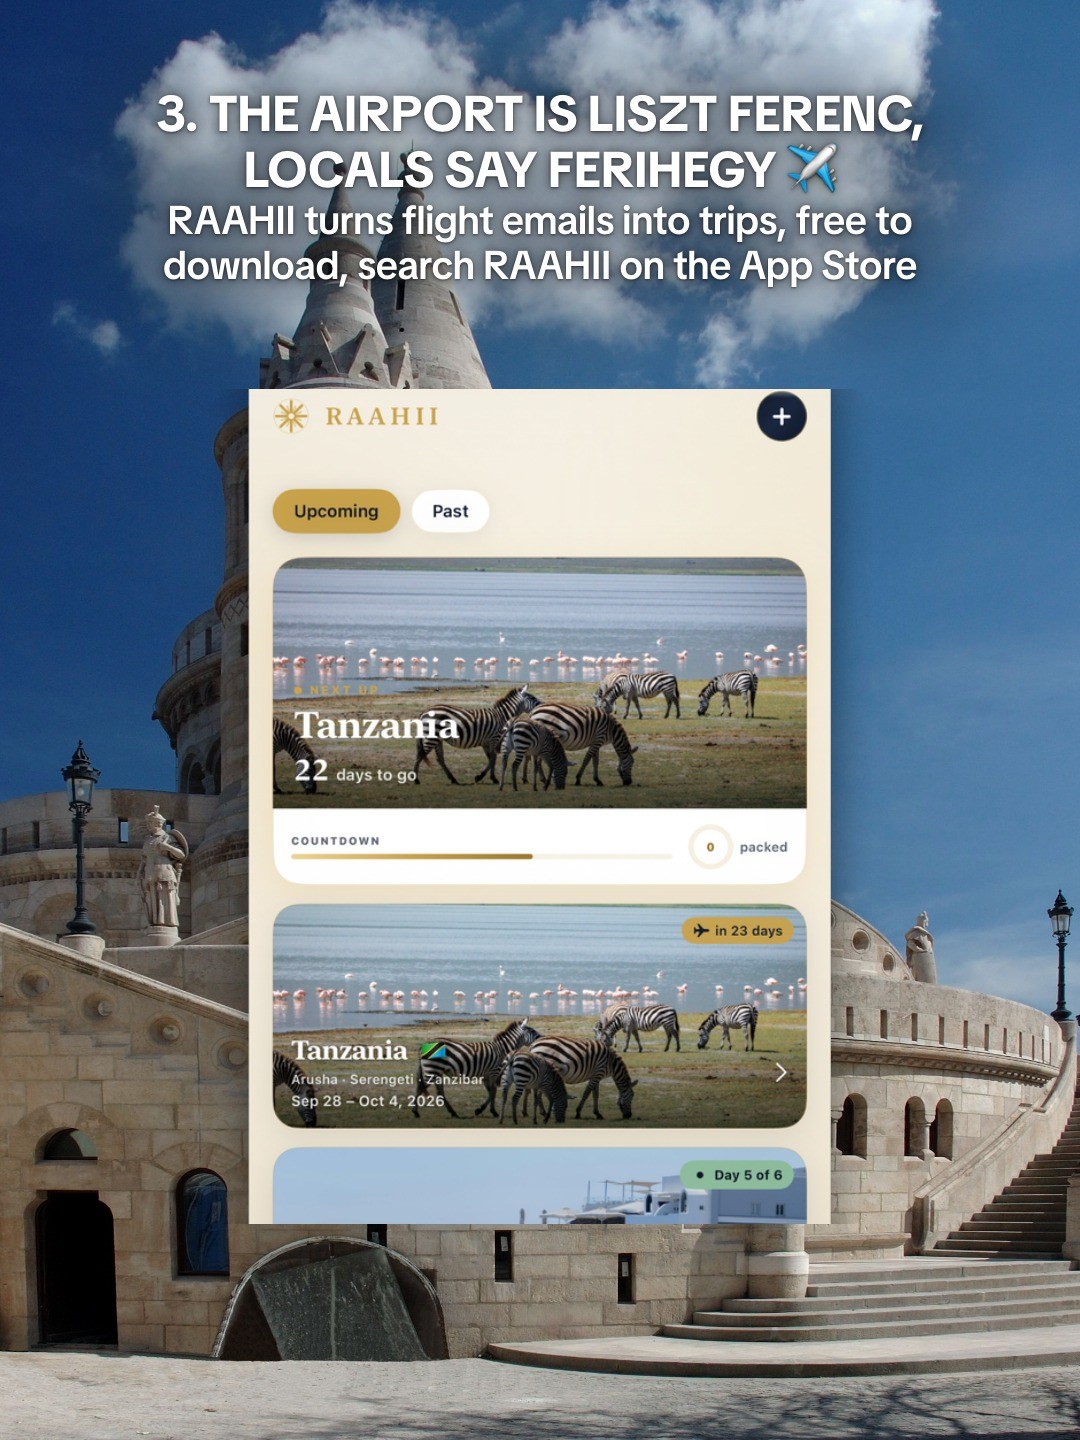 3. THE AIRPORT IS LISZT FERENC,
LOCALS SAY FERIHEGY ✈️
RAAHII turns flight emails into trips, free to
download, search RAAHII on the App Store
RAAHII
Upcoming
Past
NEXT UP
Tanzania
22 days to go
COUNTDOWN
0 packed
in 23 days
Tanzania 🇹🇿
Arusha · Serengeti · Zanzibar
Sep 28 – Oct 4, 2026
Day 5 of 6